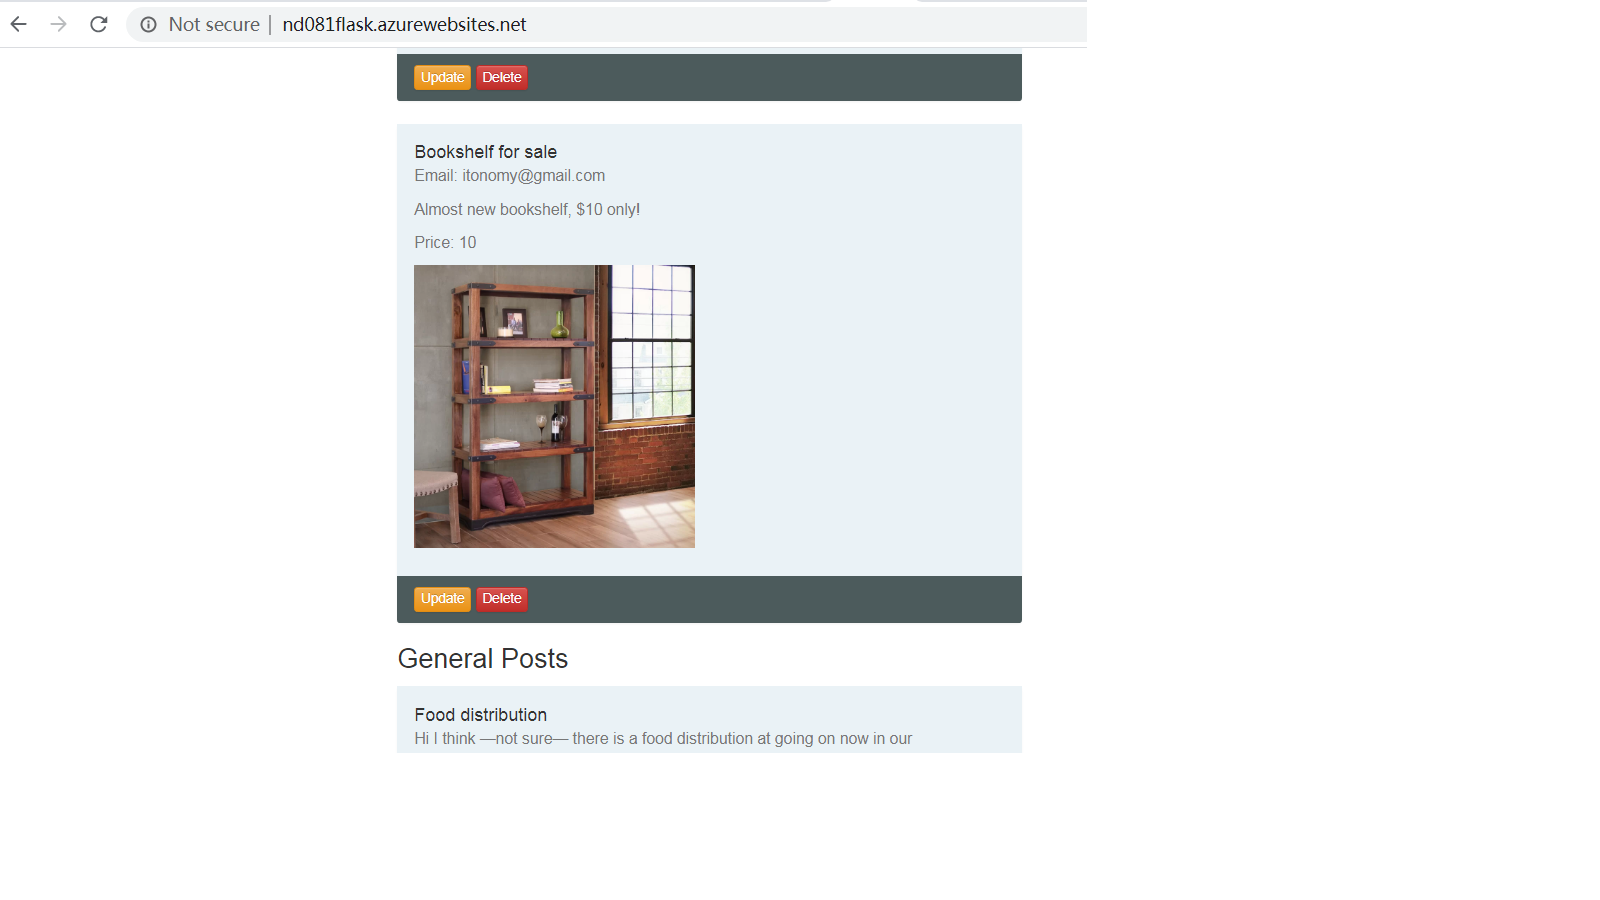 Not secure | nd081flask.azurewebsites.net
Update Delete
Bookshelf for sale
Email: itonomy@gmail.com
Almost new bookshelf, $10 only!
Price: 10
Update Delete
General Posts
Food distribution
Hi I think —not sure— there is a food distribution at going on now in our